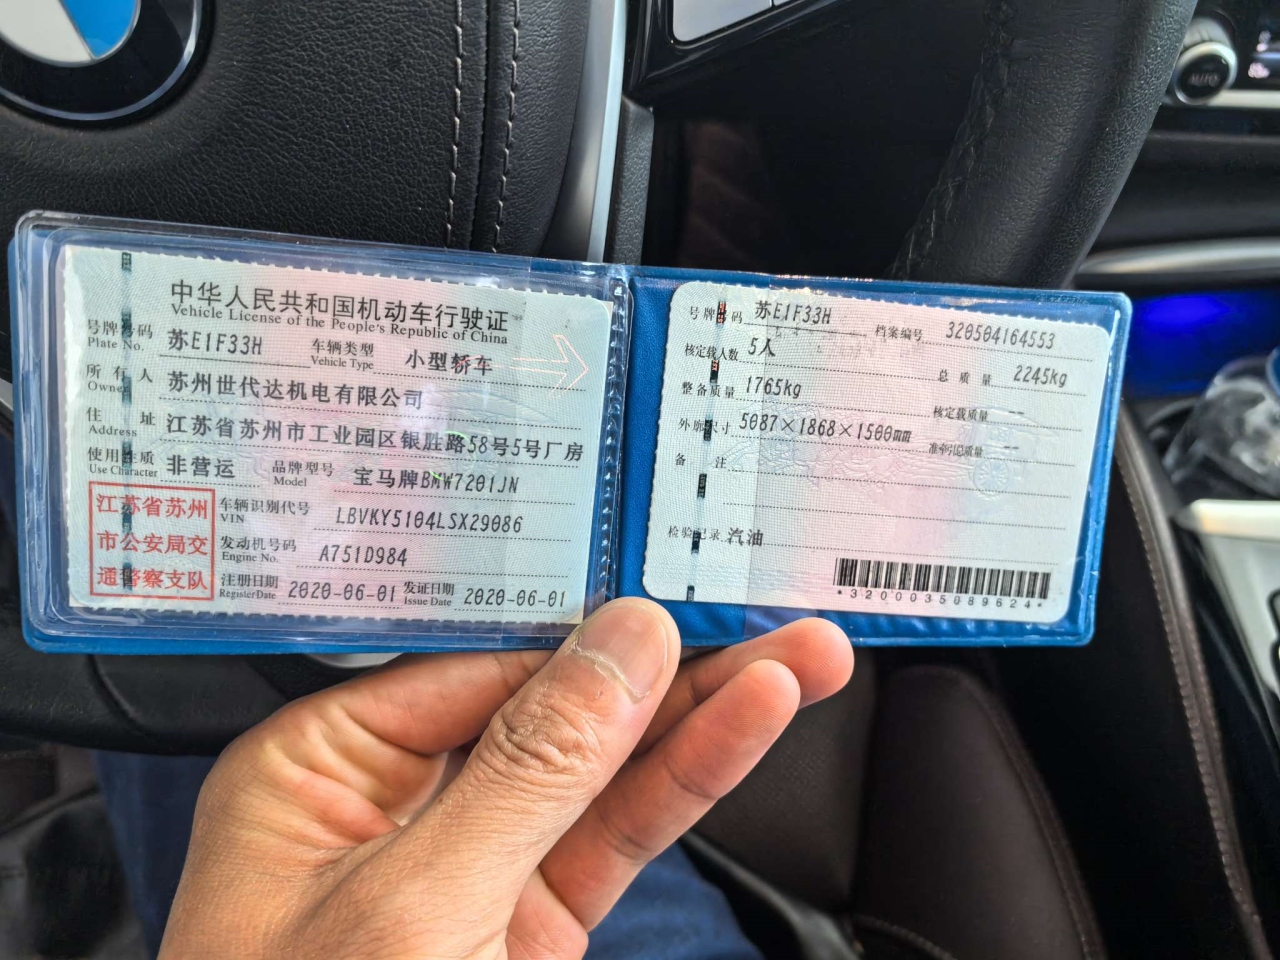 中华人民共和国机动车行驶证
Vehicle License of the People's Republic of China
号牌号码 苏E1F33H 车辆类型 小型轿车
Plate No. Vehicle Type
所有人 苏州世代达机电有限公司
Owner
住址 江苏省苏州市工业园区银胜路58号5号厂房
Address
使用性质 非营运 品牌型号 宝马牌BMW7201JN
Use Character Model
江苏省苏州
市公安局交
通警察支队
车辆识别代号 LBVKY5104LSX29086
VIN
发动机号码 A751D984
Engine No.
注册日期 2020-06-01 发证日期 2020-06-01
Register Date Issue Date
号牌号码 苏E1F33H 档案编号 320504164553
核定载人数 5人 总质量 2245kg
整备质量 1765kg 核定载质量 --
外廓尺寸 5087×1868×1500mm 准牵引总质量 --
备注
检验记录 汽油
*3200035089624*
AUTO